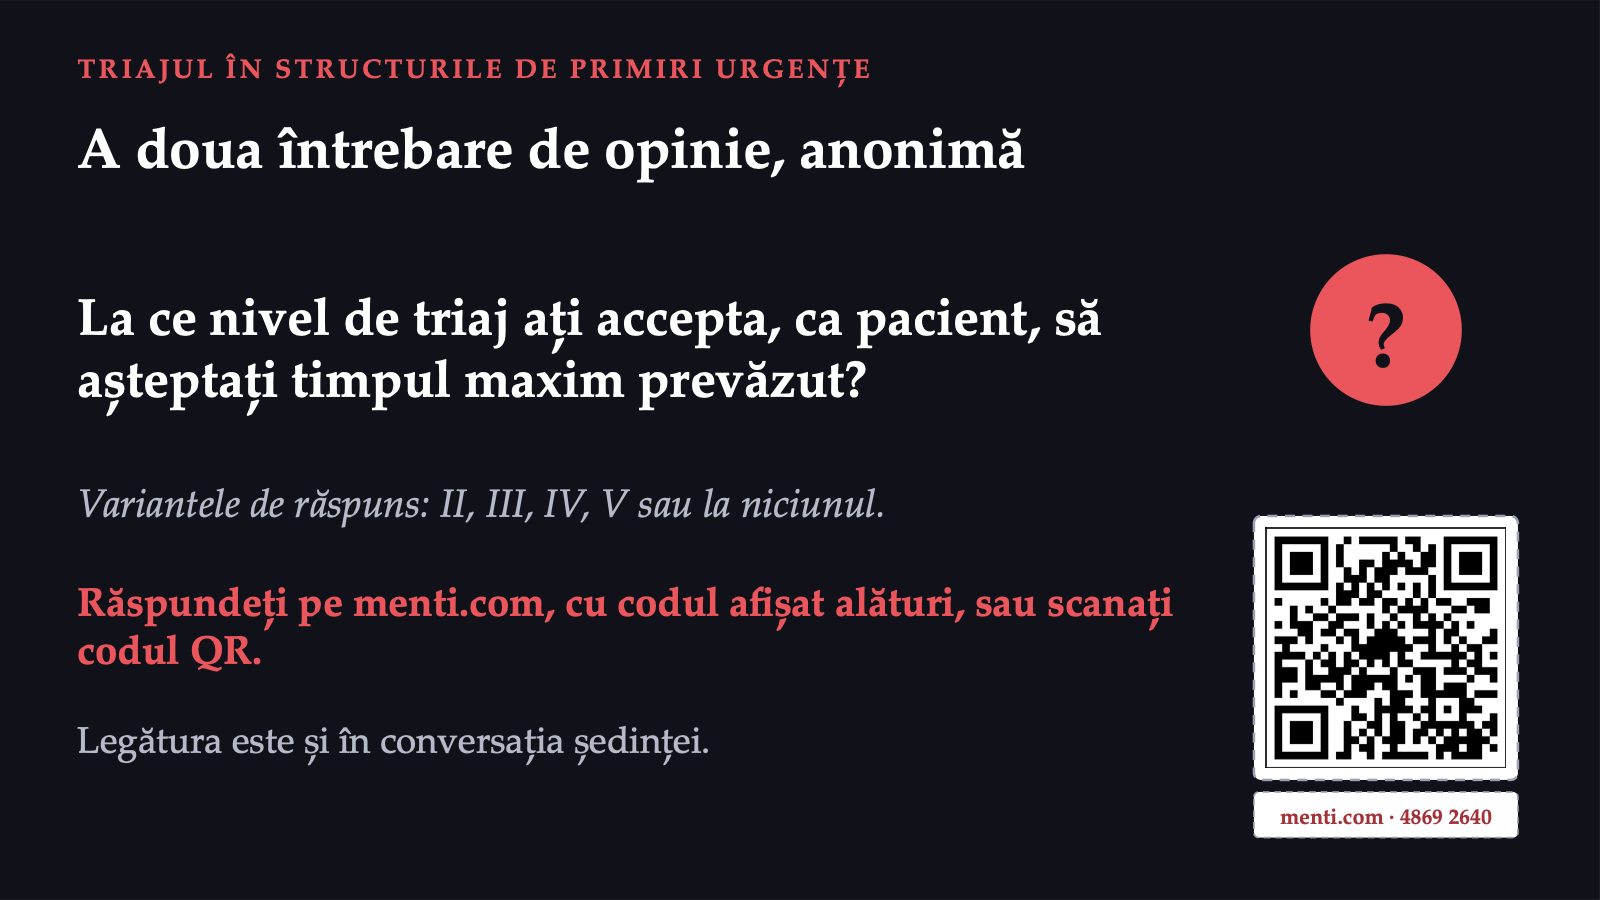 TRIAJUL ÎN STRUCTURILE DE PRIMIRI URGENȚE
A doua întrebare de opinie, anonimă
La ce nivel de triaj ați accepta, ca pacient, să
așteptați timpul maxim prevăzut?
?
Variantele de răspuns: II, III, IV, V sau la niciunul.
Răspundeți pe menti.com, cu codul afișat alături, sau scanați
codul QR.
Legătura este și în conversația ședinței.
menti.com · 4869 2640